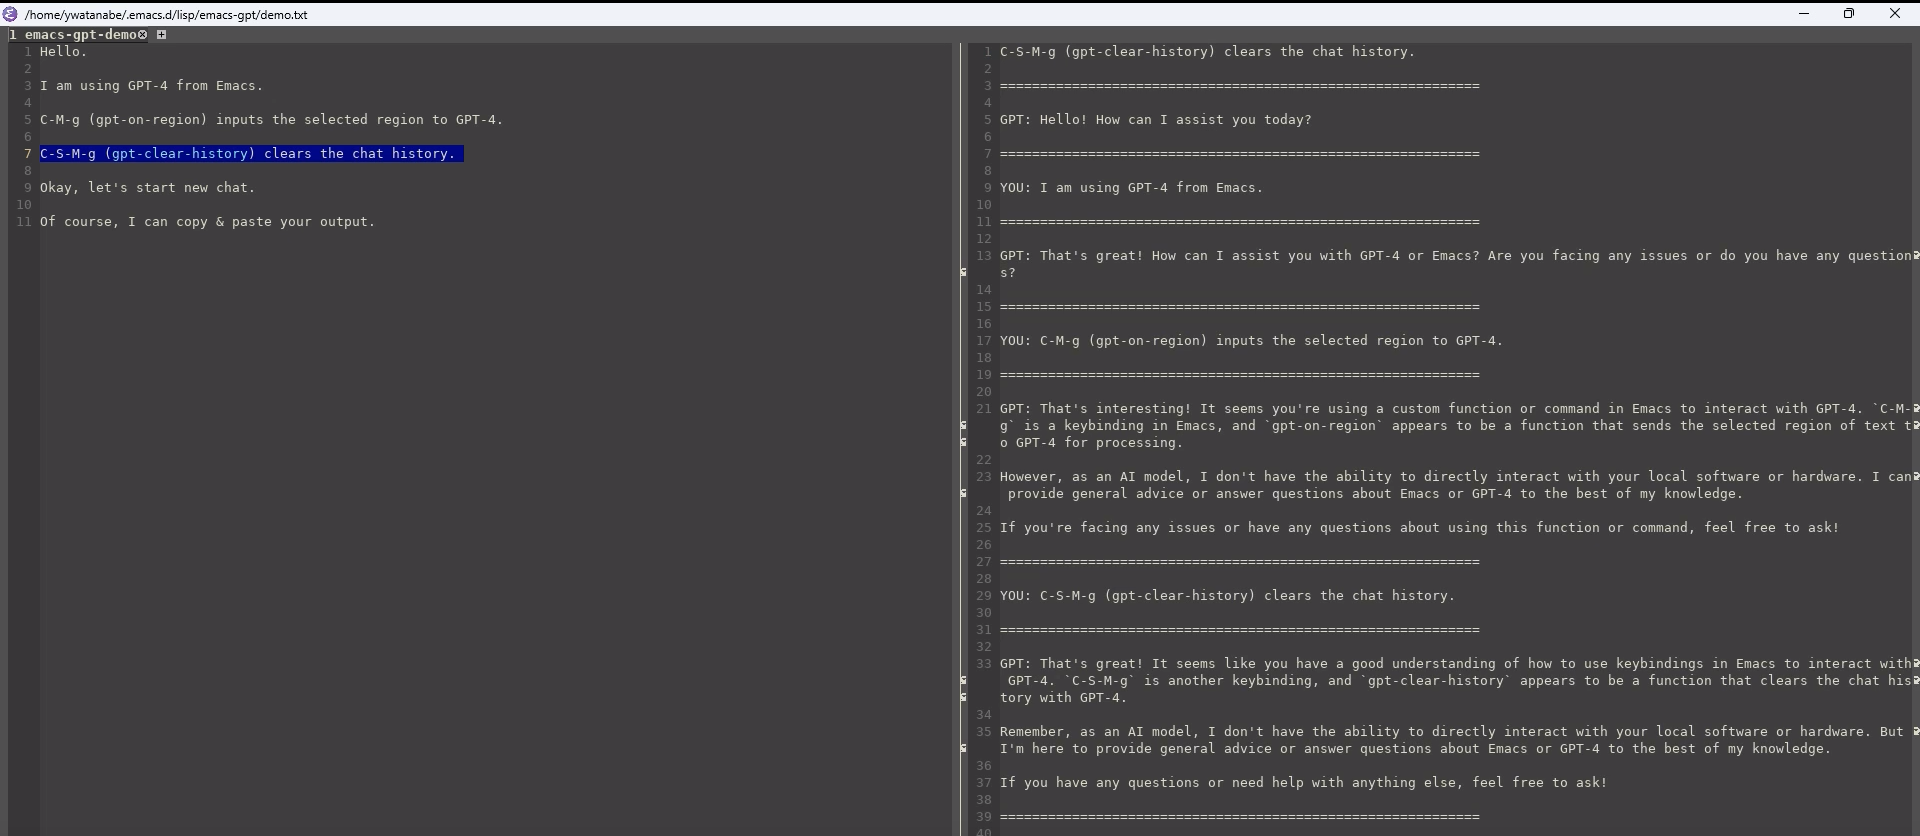 /home/ywatanabe/.emacs.d/lisp/emacs-gpt/demo.txt
1 emacs-gpt-demo
1 Hello.
2
3 I am using GPT-4 from Emacs.
4
5 C-M-g (gpt-on-region) inputs the selected region to GPT-4.
6
7 C-S-M-g (gpt-clear-history) clears the chat history.
8
9 Okay, let's start new chat.
10
11 Of course, I can copy & paste your output.
1 C-S-M-g (gpt-clear-history) clears the chat history.
2
3 ============================================================
4
5 GPT: Hello! How can I assist you today?
6
7 ============================================================
8
9 YOU: I am using GPT-4 from Emacs.
10
11 ============================================================
12
13 GPT: That's great! How can I assist you with GPT-4 or Emacs? Are you facing any issues or do you have any question
s?
14
15 ============================================================
16
17 YOU: C-M-g (gpt-on-region) inputs the selected region to GPT-4.
18
19 ============================================================
20
21 GPT: That's interesting! It seems you're using a custom function or command in Emacs to interact with GPT-4. `C-M-
g` is a keybinding in Emacs, and `gpt-on-region` appears to be a function that sends the selected region of text t
o GPT-4 for processing.
22
23 However, as an AI model, I don't have the ability to directly interact with your local software or hardware. I can
provide general advice or answer questions about Emacs or GPT-4 to the best of my knowledge.
24
25 If you're facing any issues or have any questions about using this function or command, feel free to ask!
26
27 ============================================================
28
29 YOU: C-S-M-g (gpt-clear-history) clears the chat history.
30
31 ============================================================
32
33 GPT: That's great! It seems like you have a good understanding of how to use keybindings in Emacs to interact with
GPT-4. `C-S-M-g` is another keybinding, and `gpt-clear-history` appears to be a function that clears the chat his
tory with GPT-4.
34
35 Remember, as an AI model, I don't have the ability to directly interact with your local software or hardware. But
I'm here to provide general advice or answer questions about Emacs or GPT-4 to the best of my knowledge.
36
37 If you have any questions or need help with anything else, feel free to ask!
38
39 ============================================================
40